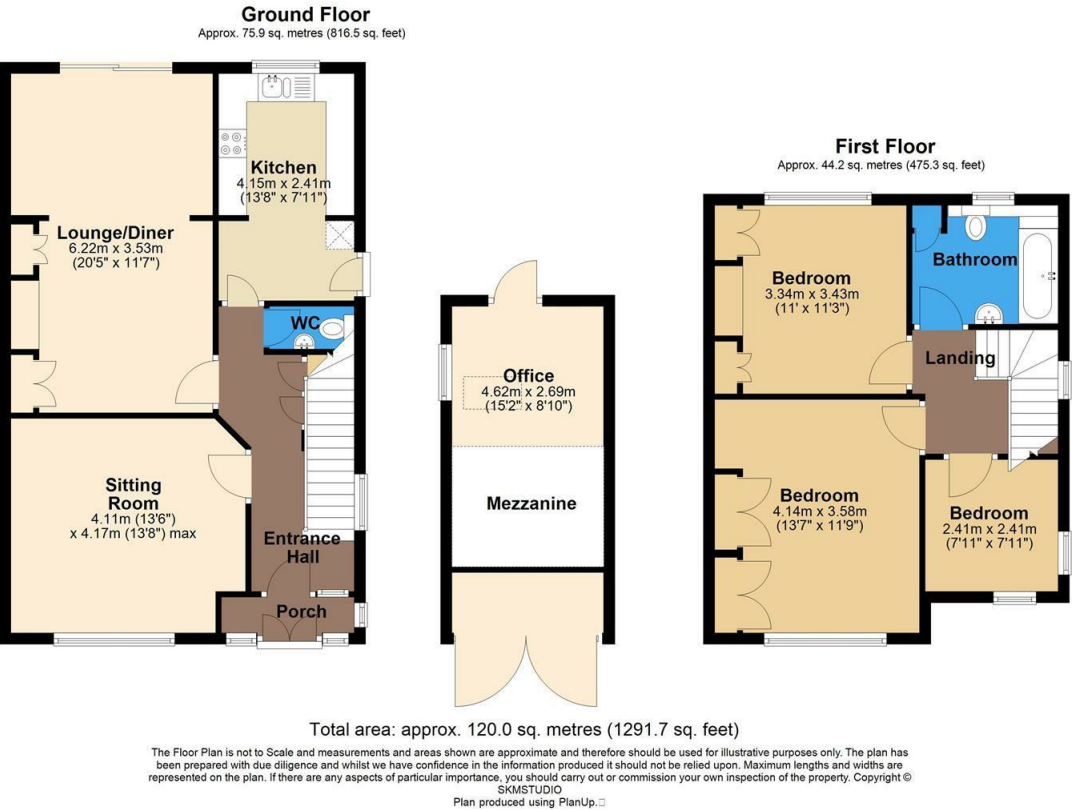 Ground Floor
Approx. 75.9 sq. metres (816.5 sq. feet)
Kitchen
4.15m x 2.41m
(13'8" x 7'11")
Lounge/Diner
6.22m x 3.53m
(20'5" x 11'7")
WC
Sitting
Room
4.11m (13'6")
x 4.17m (13'8") max
Entrance
Hall
Porch
Office
4.62m x 2.69m
(15'2" x 8'10")
Mezzanine
First Floor
Approx. 44.2 sq. metres (475.3 sq. feet)
Bedroom
3.34m x 3.43m
(11' x 11'3")
Bathroom
Landing
Bedroom
4.14m x 3.58m
(13'7" x 11'9")
Bedroom
2.41m x 2.41m
(7'11" x 7'11")
Total area: approx. 120.0 sq. metres (1291.7 sq. feet)
The Floor Plan is not to Scale and measurements and areas shown are approximate and therefore should be used for illustrative purposes only. The plan has
been prepared with due diligence and whilst we have confidence in the information produced it should not be relied upon. Maximum lengths and widths are
represented on the plan. If there are any aspects of particular importance, you should carry out or commission your own inspection of the property. Copyright ©
SKMSTUDIO
Plan produced using PlanUp.